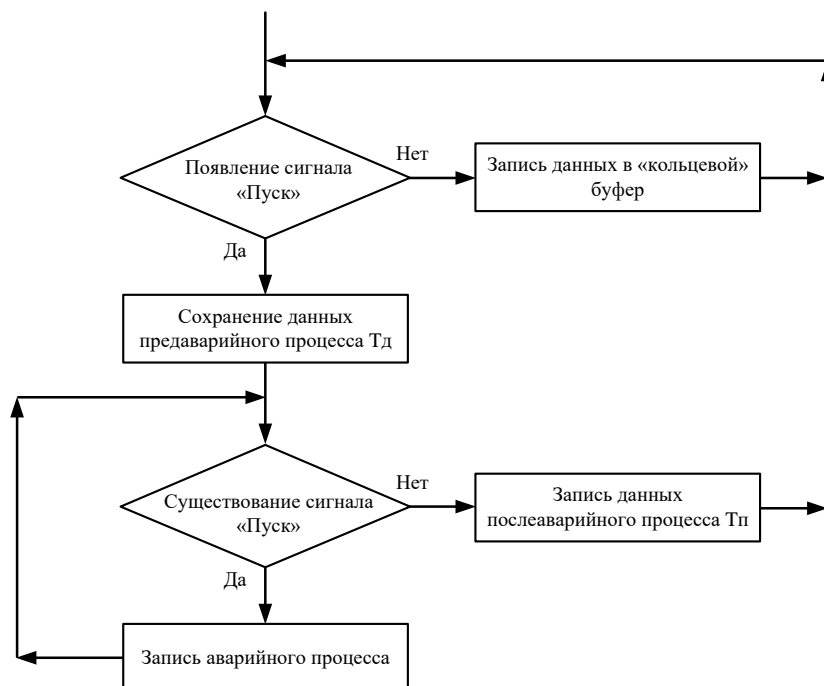 Появление сигнала
«Пуск»
Нет
Запись данных в «кольцевой»
буфер
Да
Сохранение данных
предаварийного процесса Тд
Существование сигнала
«Пуск»
Нет
Запись данных
послеаварийного процесса Тп
Да
Запись аварийного процесса